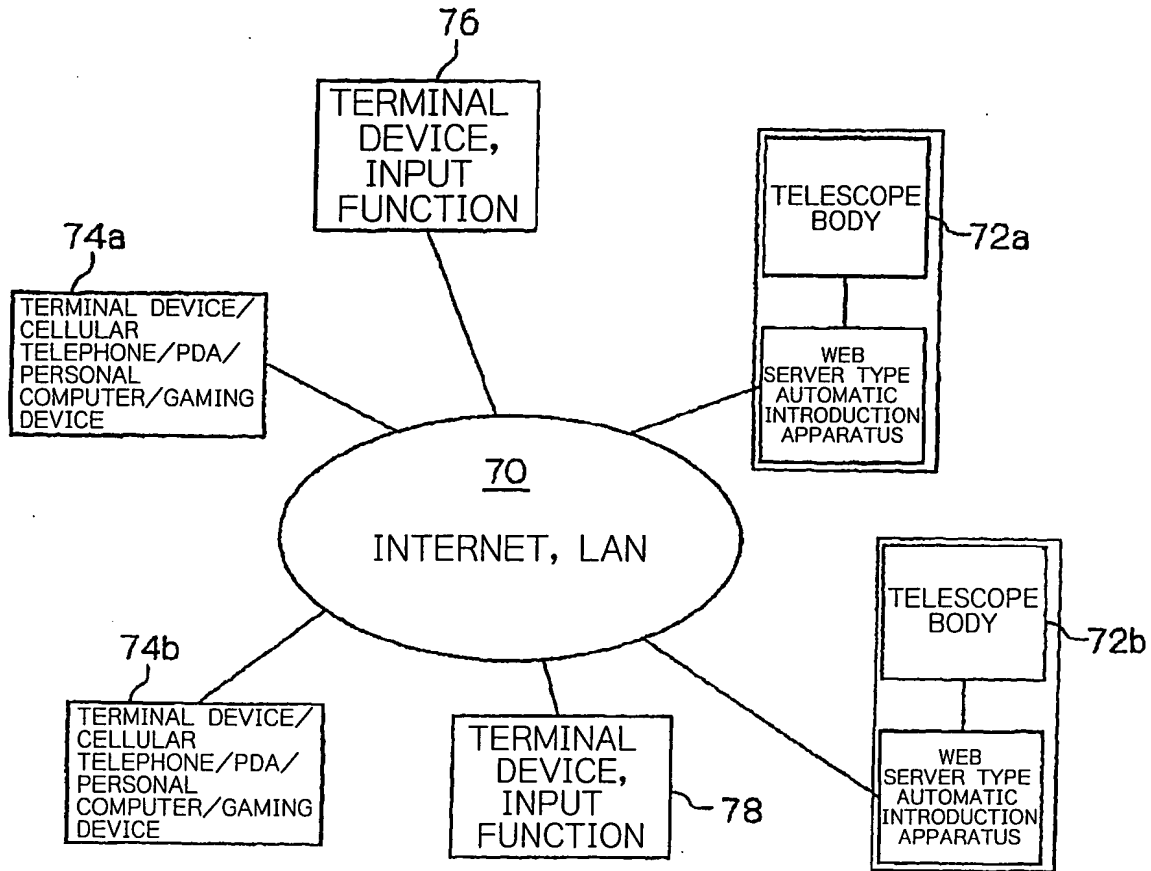 76
TERMINAL
DEVICE,
INPUT
FUNCTION
TELESCOPE
BODY
72a
WEB
SERVER TYPE
AUTOMATIC
INTRODUCTION
APPARATUS
74a
TERMINAL DEVICE/
CELLULAR
TELEPHONE/PDA/
PERSONAL
COMPUTER/GAMING
DEVICE
70
INTERNET, LAN
TELESCOPE
BODY
72b
WEB
SERVER TYPE
AUTOMATIC
INTRODUCTION
APPARATUS
74b
TERMINAL DEVICE/
CELLULAR
TELEPHONE/PDA/
PERSONAL
COMPUTER/GAMING
DEVICE
TERMINAL
DEVICE,
INPUT
FUNCTION
78